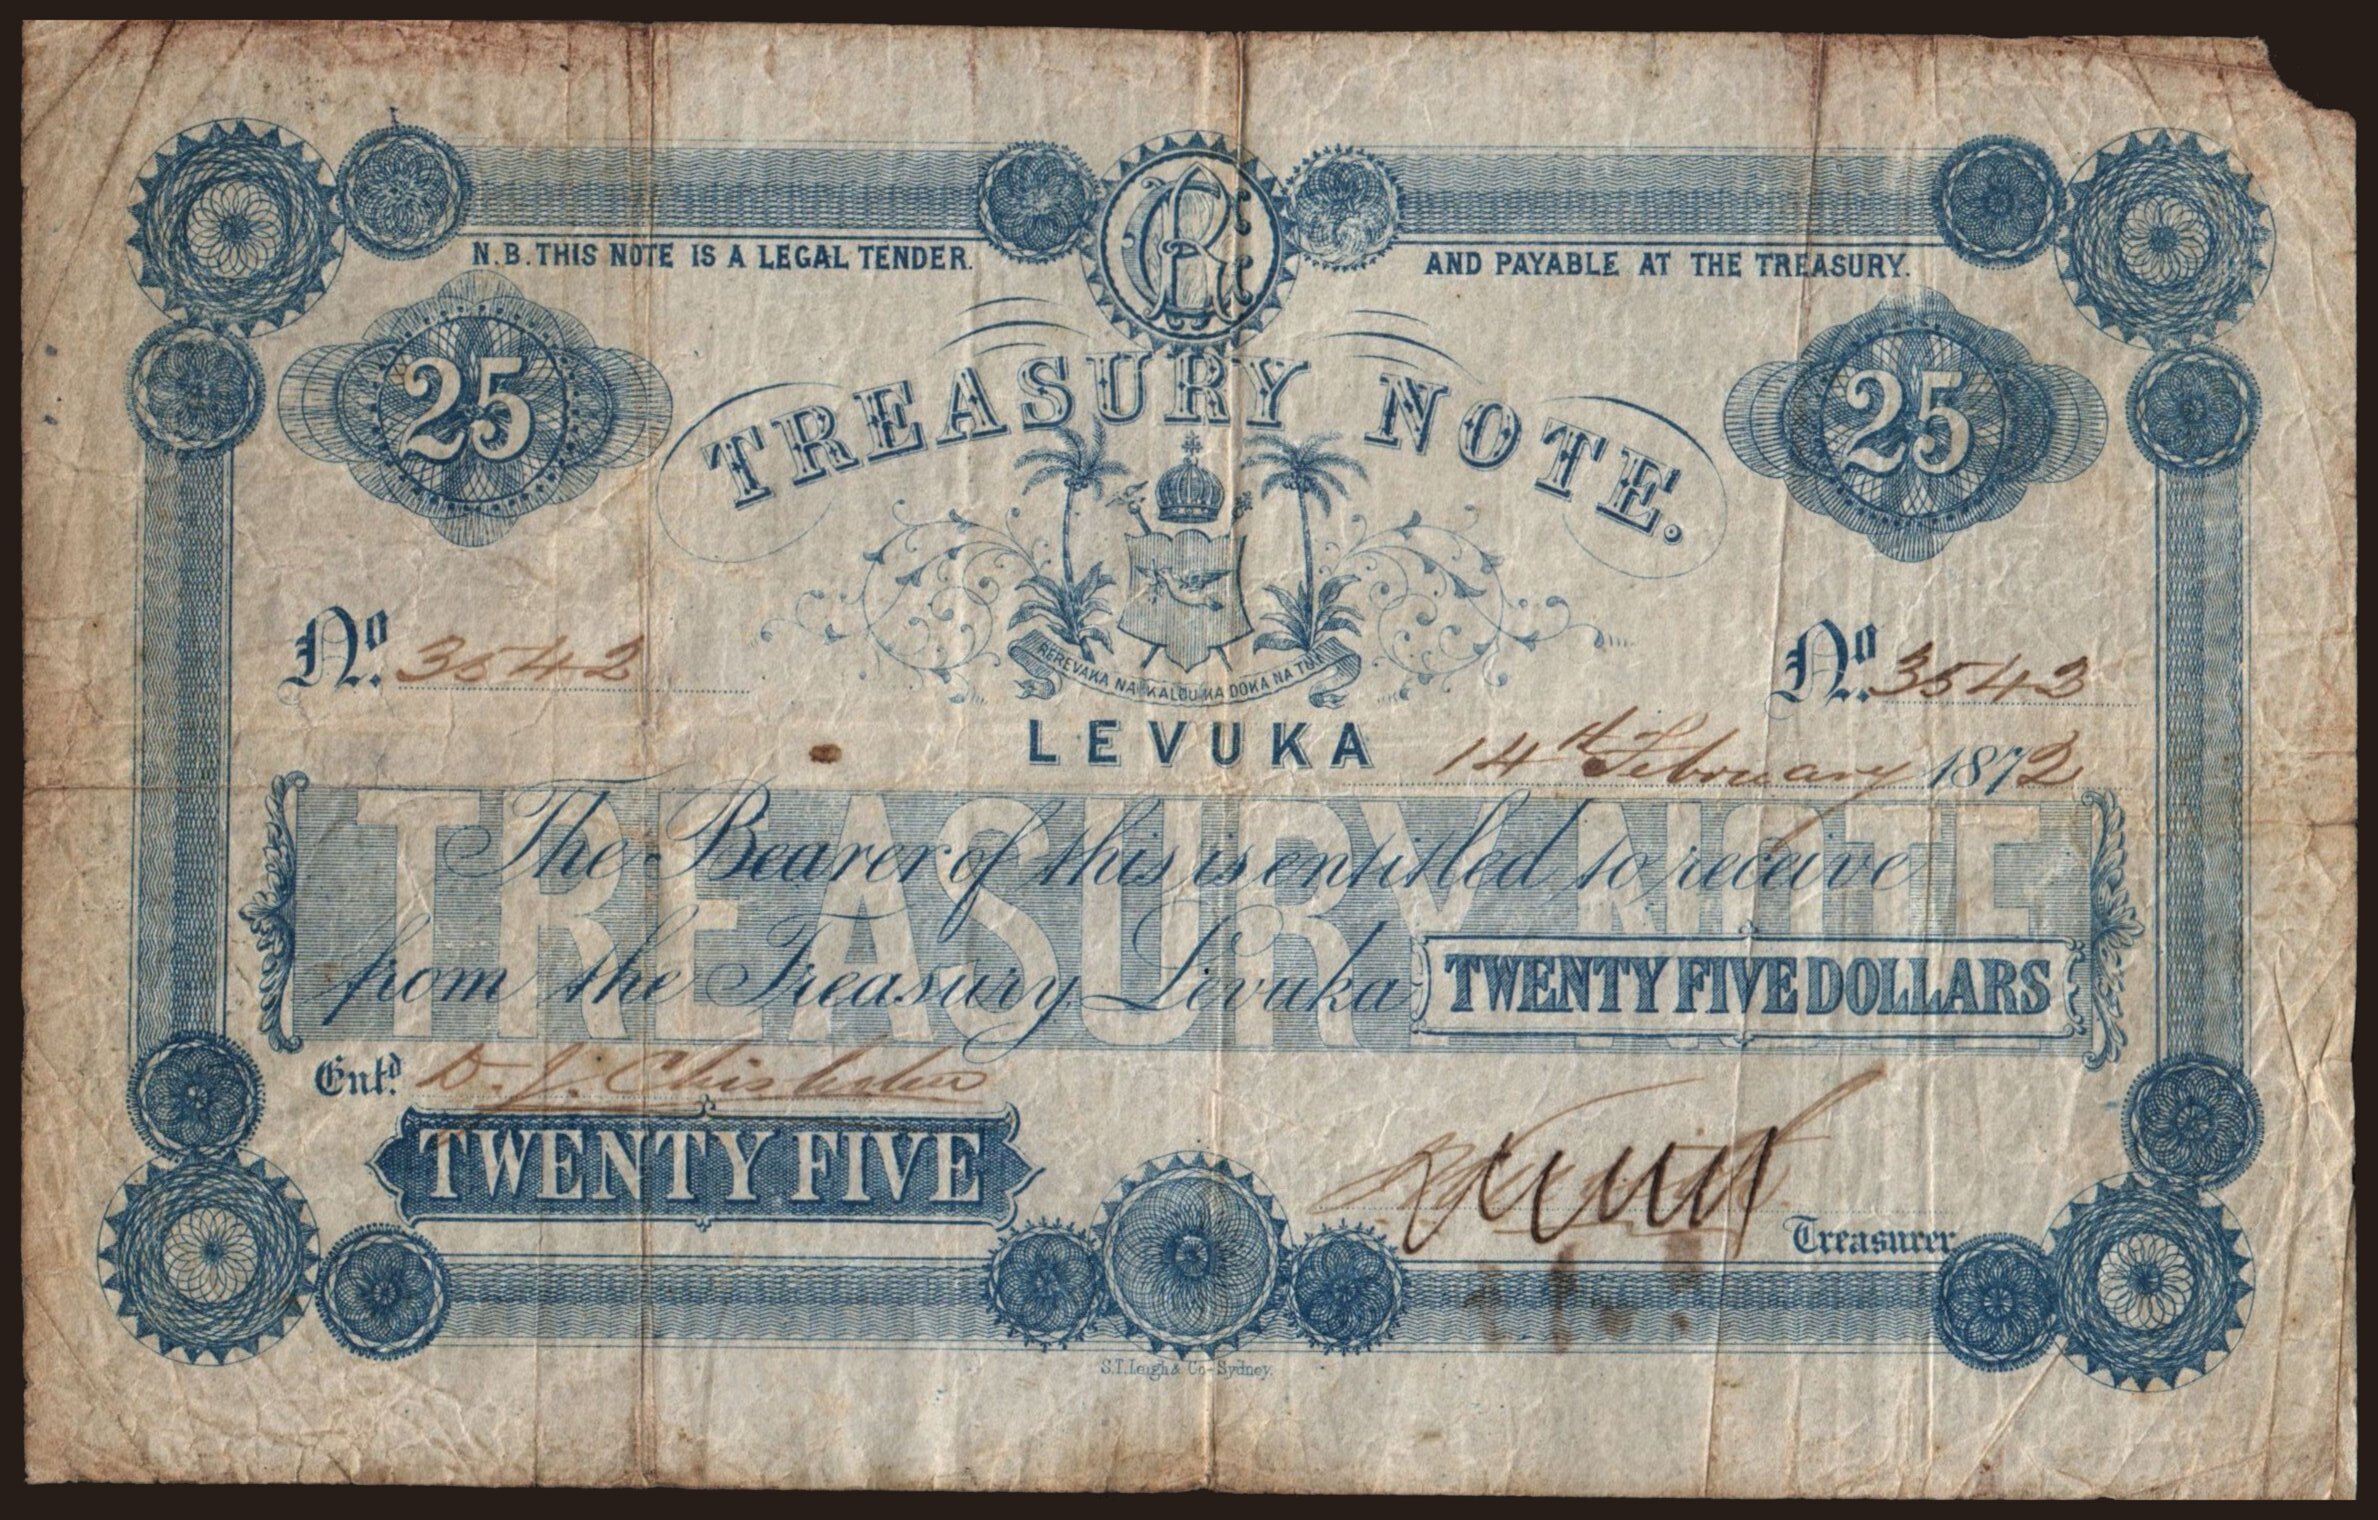 CR
N.B. THIS NOTE IS A LEGAL TENDER. AND PAYABLE AT THE TREASURY.
25 25
TREASURY NOTE.
REREVAKA NA KALOU KA DOKA NA TUI
No. 3542 No. 3542
LEVUKA 14th February 1872
TREASURY NOTE
The Bearer of this is entitled to receive
from the Treasury Levuka TWENTY FIVE DOLLARS
Entd. D. J. Chisholm
TWENTY FIVE
Treasurer
S.T. Leigh & Co - Sydney.